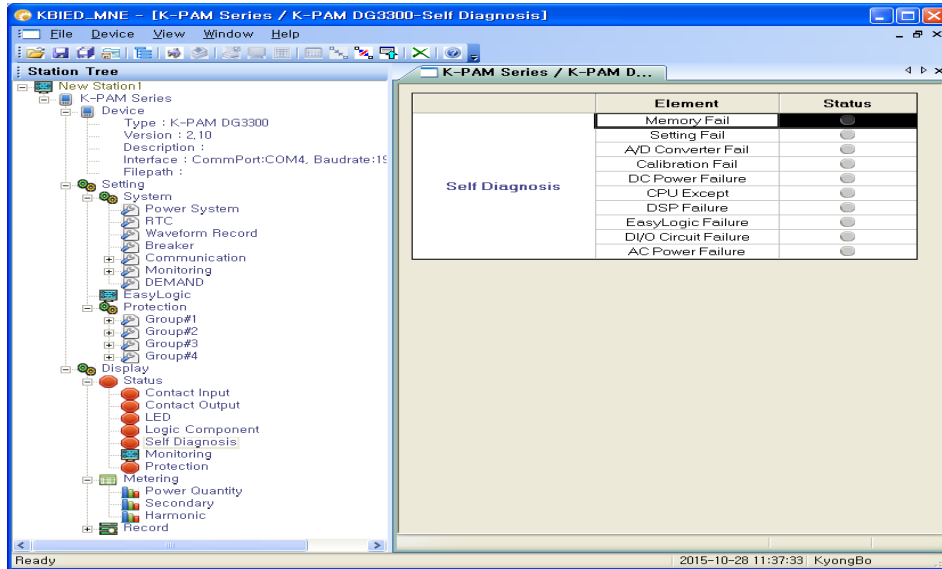 KBIED_MNE - [K-PAM Series / K-PAM DG3300-Self Diagnosis]
File Device View Window Help
Station Tree
K-PAM Series / K-PAM D...
New Station1
K-PAM Series
Device
Type : K-PAM DG3300
Version : 2,10
Description :
Interface : CommPort:COM4, Baudrate:19
Filepath :
Setting
System
Power System
RTC
Waveform Record
Breaker
Communication
Monitoring
DEMAND
EasyLogic
Protection
Group#1
Group#2
Group#3
Group#4
Display
Status
Contact Input
Contact Output
LED
Logic Component
Self Diagnosis
Monitoring
Protection
Metering
Power Quantity
Secondary
Harmonic
Record
Element Status
Self Diagnosis
Memory Fail
Setting Fail
A/D Converter Fail
Calibration Fail
DC Power Failure
CPU Except
DSP Failure
EasyLogic Failure
DI/O Circuit Failure
AC Power Failure
Ready 2015-10-28 11:37:33 KyongBo